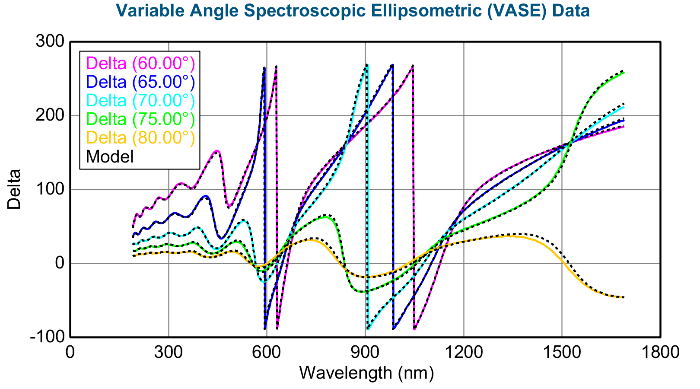 Variable Angle Spectroscopic Ellipsometric (VASE) Data
300
200
100
0
-100
Delta
Delta (60.00°)
Delta (65.00°)
Delta (70.00°)
Delta (75.00°)
Delta (80.00°)
Model
0 300 600 900 1200 1500 1800
Wavelength (nm)